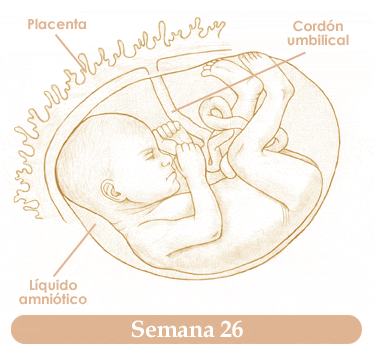 Placenta
Cordón
umbilical
Líquido
amniótico
Semana 26